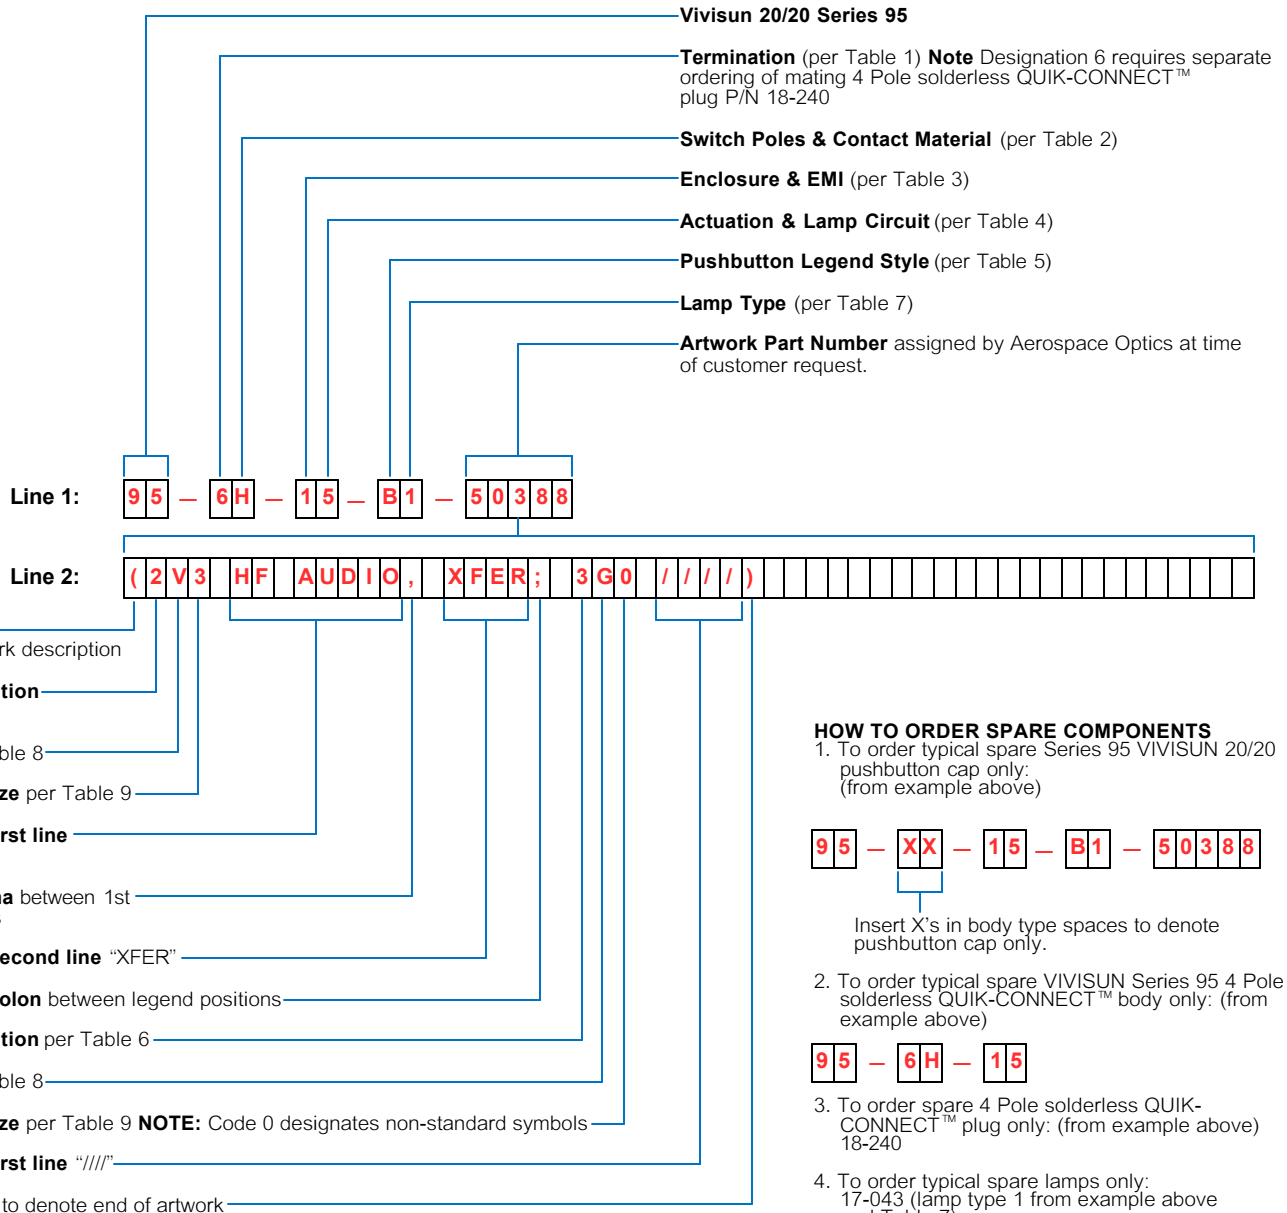 Vivisun 20/20 Series 95
Termination (per Table 1) Note Designation 6 requires separate
ordering of mating 4 Pole solderless QUIK-CONNECT™
plug P/N 18-240
Switch Poles & Contact Material (per Table 2)
Enclosure & EMI (per Table 3)
Actuation & Lamp Circuit (per Table 4)
Pushbutton Legend Style (per Table 5)
Lamp Type (per Table 7)
Artwork Part Number assigned by Aerospace Optics at time
of customer request.
Line 1: 95 – 6H – 15 – B1 – 50388
Line 2: (2V3 HF AUDIO, XFER; 3G0 ////)
rk description
tion
ble 8
ze per Table 9
rst line
na between 1st
s
econd line “XFER”
olon between legend positions
tion per Table 6
ble 8
ze per Table 9 NOTE: Code 0 designates non-standard symbols
rst line “////”
to denote end of artwork
HOW TO ORDER SPARE COMPONENTS
1. To order typical spare Series 95 VIVISUN 20/20
pushbutton cap only:
(from example above)
95 – XX – 15 – B1 – 50388
Insert X’s in body type spaces to denote
pushbutton cap only.
2. To order typical spare VIVISUN Series 95 4 Pole
solderless QUIK-CONNECT™ body only: (from
example above)
95 – 6H – 15
3. To order spare 4 Pole solderless QUIK-
CONNECT™ plug only: (from example above)
18-240
4. To order typical spare lamps only:
17-043 (lamp type 1 from example above